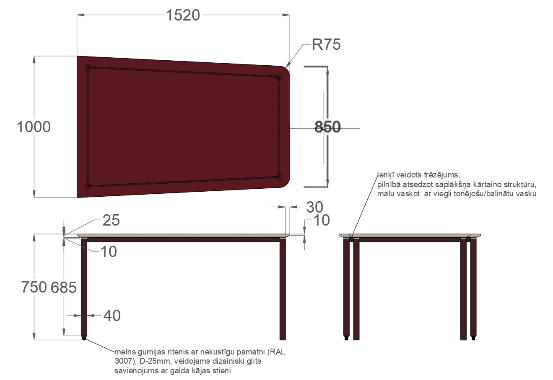 1520
R75
1000
850
ienķī veidots frēzējums,
pilnībā atsedzot saplākšņa kārtaino struktūru,
malu vaskot ar viegli tonējošu/balinātu vasku
25
30
10
10
750
685
40
melns gumijas ritenis ar nekustīgu pamatni (RAL
3007), D-25mm, veidojams dizainiski glīts
savienojums ar galda kājas stieni